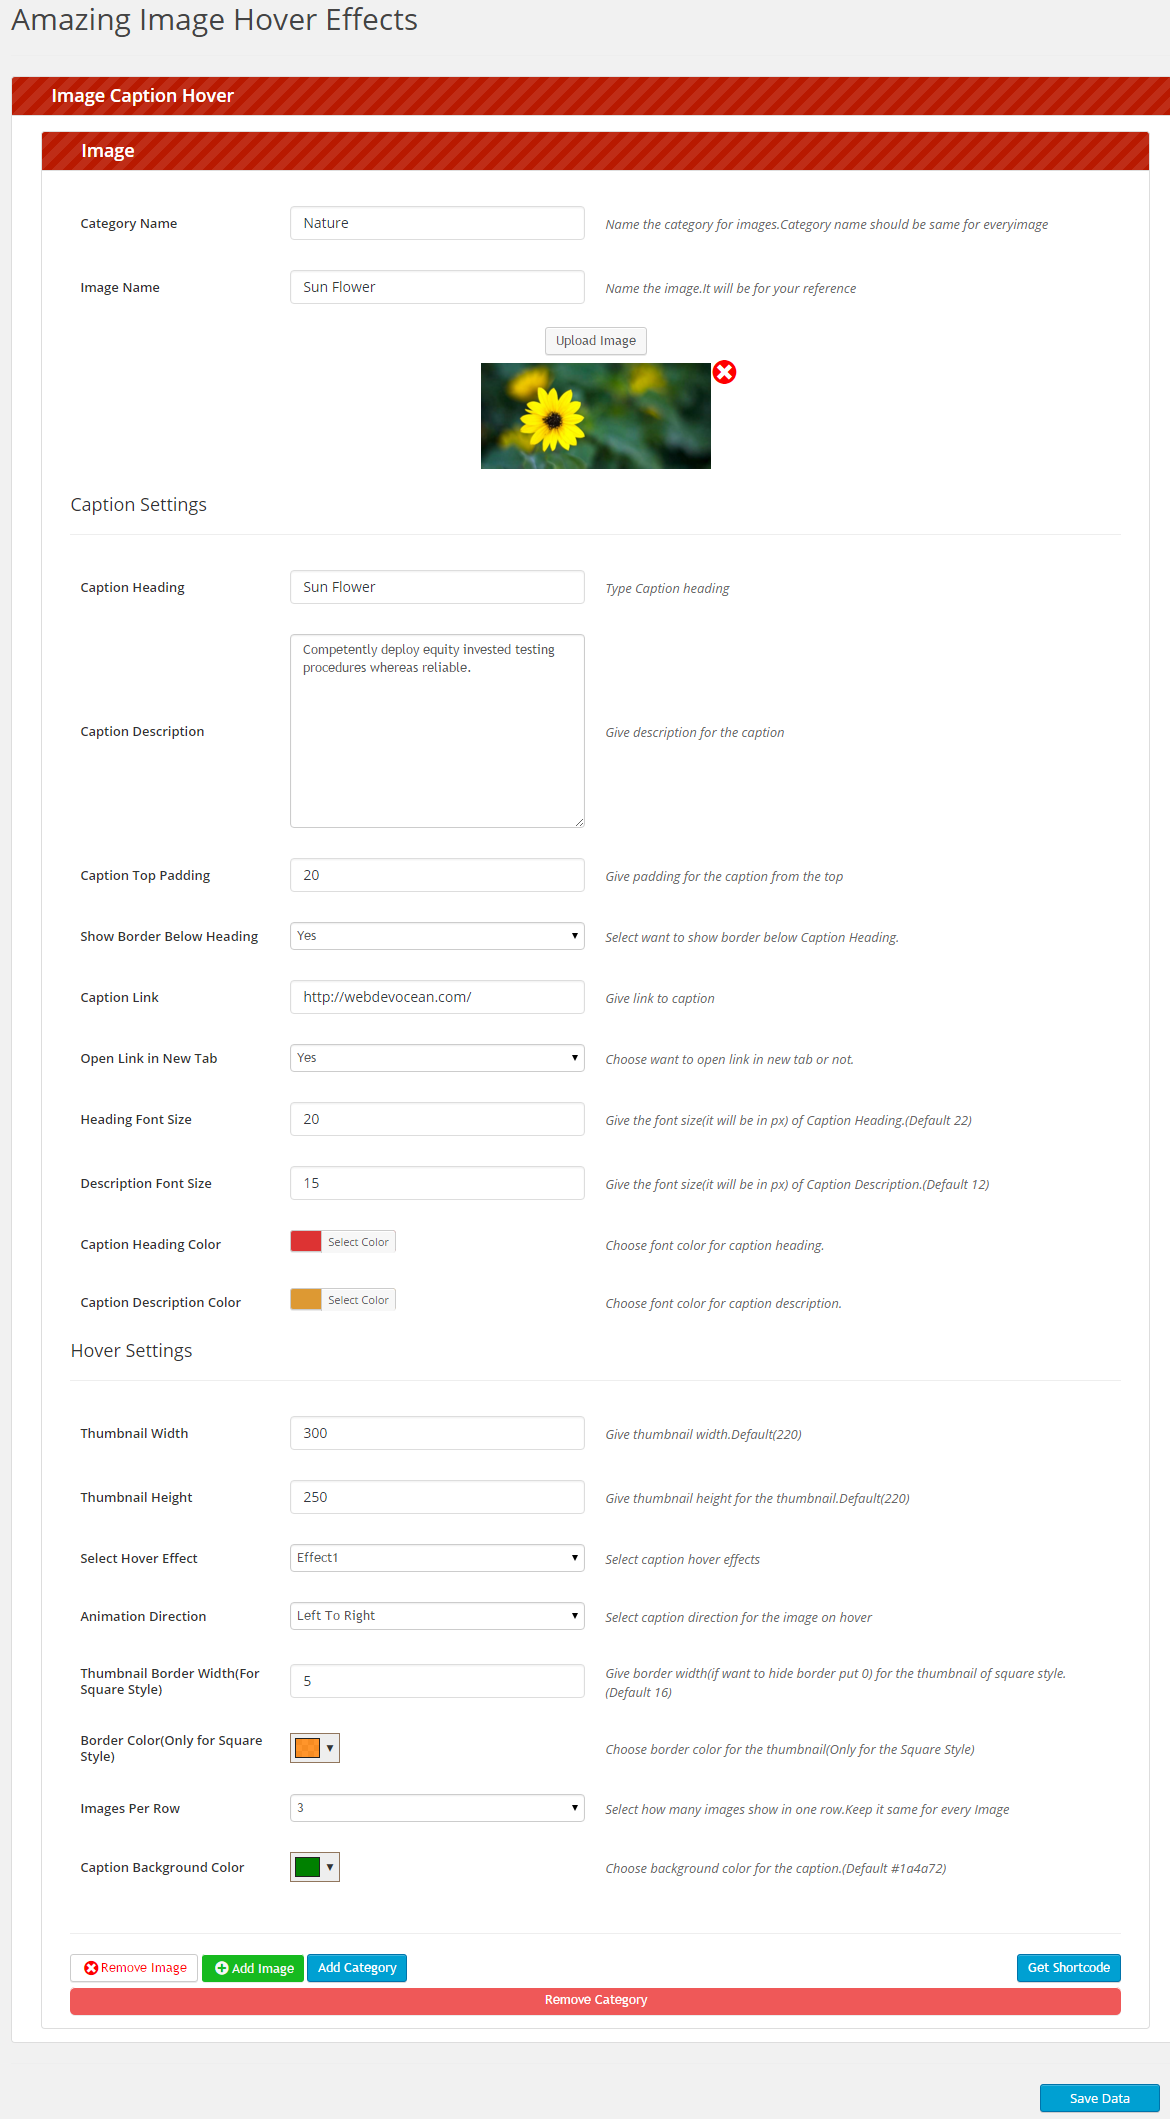 Amazing Image Hover Effects
Image Caption Hover
Image
Category Name
Nature
Name the category for images.Category name should be same for everyimage
Image Name
Sun Flower
Name the image.It will be for your reference
Upload Image
Caption Settings
Caption Heading
Sun Flower
Type Caption heading
Competently deploy equity invested testing
procedures whereas reliable.
Caption Description
Give description for the caption
Caption Top Padding
20
Give padding for the caption from the top
Show Border Below Heading
Yes
Select want to show border below Caption Heading.
Caption Link
http://webdevocean.com/
Give link to caption
Open Link in New Tab
Yes
Choose want to open link in new tab or not.
Heading Font Size
20
Give the font size(it will be in px) of Caption Heading.(Default 22)
Description Font Size
15
Give the font size(it will be in px) of Caption Description.(Default 12)
Caption Heading Color
Select Color
Choose font color for caption heading.
Caption Description Color
Select Color
Choose font color for caption description.
Hover Settings
Thumbnail Width
300
Give thumbnail width.Default(220)
Thumbnail Height
250
Give thumbnail height for the thumbnail.Default(220)
Select Hover Effect
Effect1
Select caption hover effects
Animation Direction
Left To Right
Select caption direction for the image on hover
Thumbnail Border Width(For
Square Style)
5
Give border width(if want to hide border put 0) for the thumbnail of square style.
(Default 16)
Border Color(Only for Square
Style)
Choose border color for the thumbnail(Only for the Square Style)
Images Per Row
3
Select how many images show in one row.Keep it same for every Image
Caption Background Color
Choose background color for the caption.(Default #1a4a72)
Remove Image
Add Image
Add Category
Get Shortcode
Remove Category
Save Data